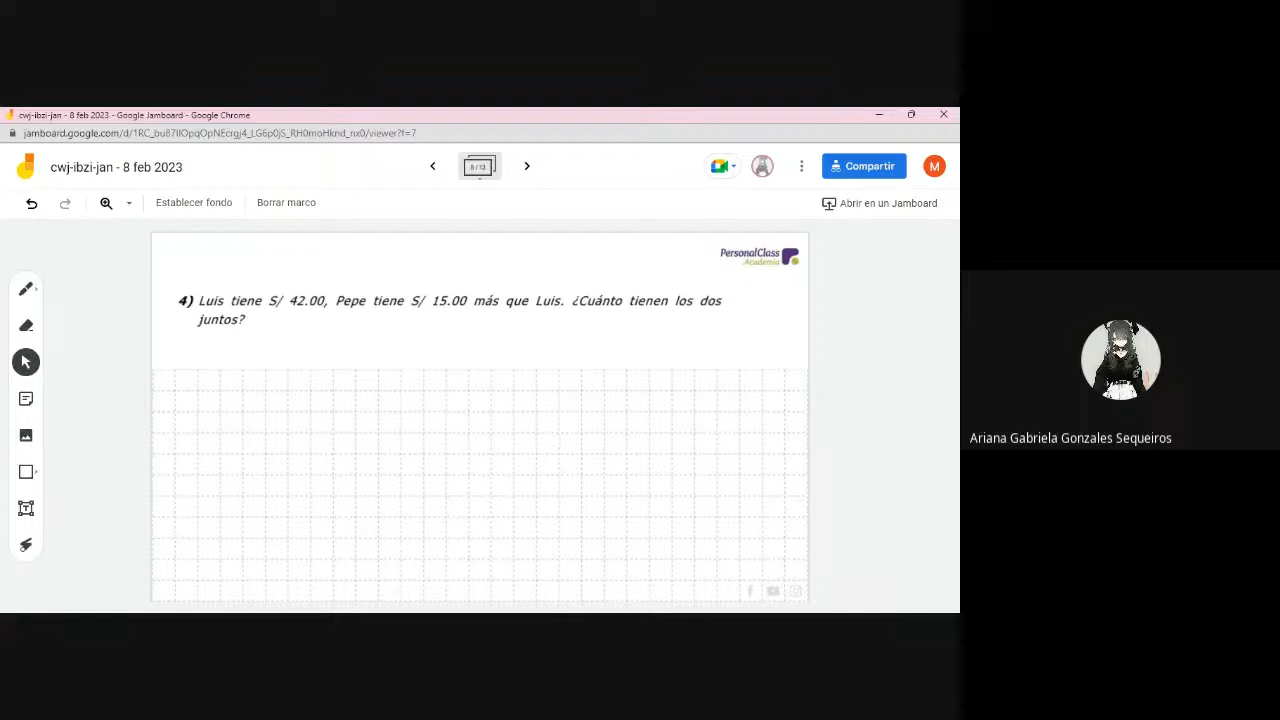 cwj-ibzi-jan - 8 feb 2023 - Google Jamboard - Google Chrome
cwj-ibzi-jan - 8 feb 2023
Compartir
M
Establecer fondo
Borrar marco
Abrir en un Jamboard
PersonalClass
Academia
4) Luis tiene S/ 42.00, Pepe tiene S/ 15.00 más que Luis. ¿Cuánto tienen los dos
juntos?
Ariana Gabriela Gonzales Sequeiros